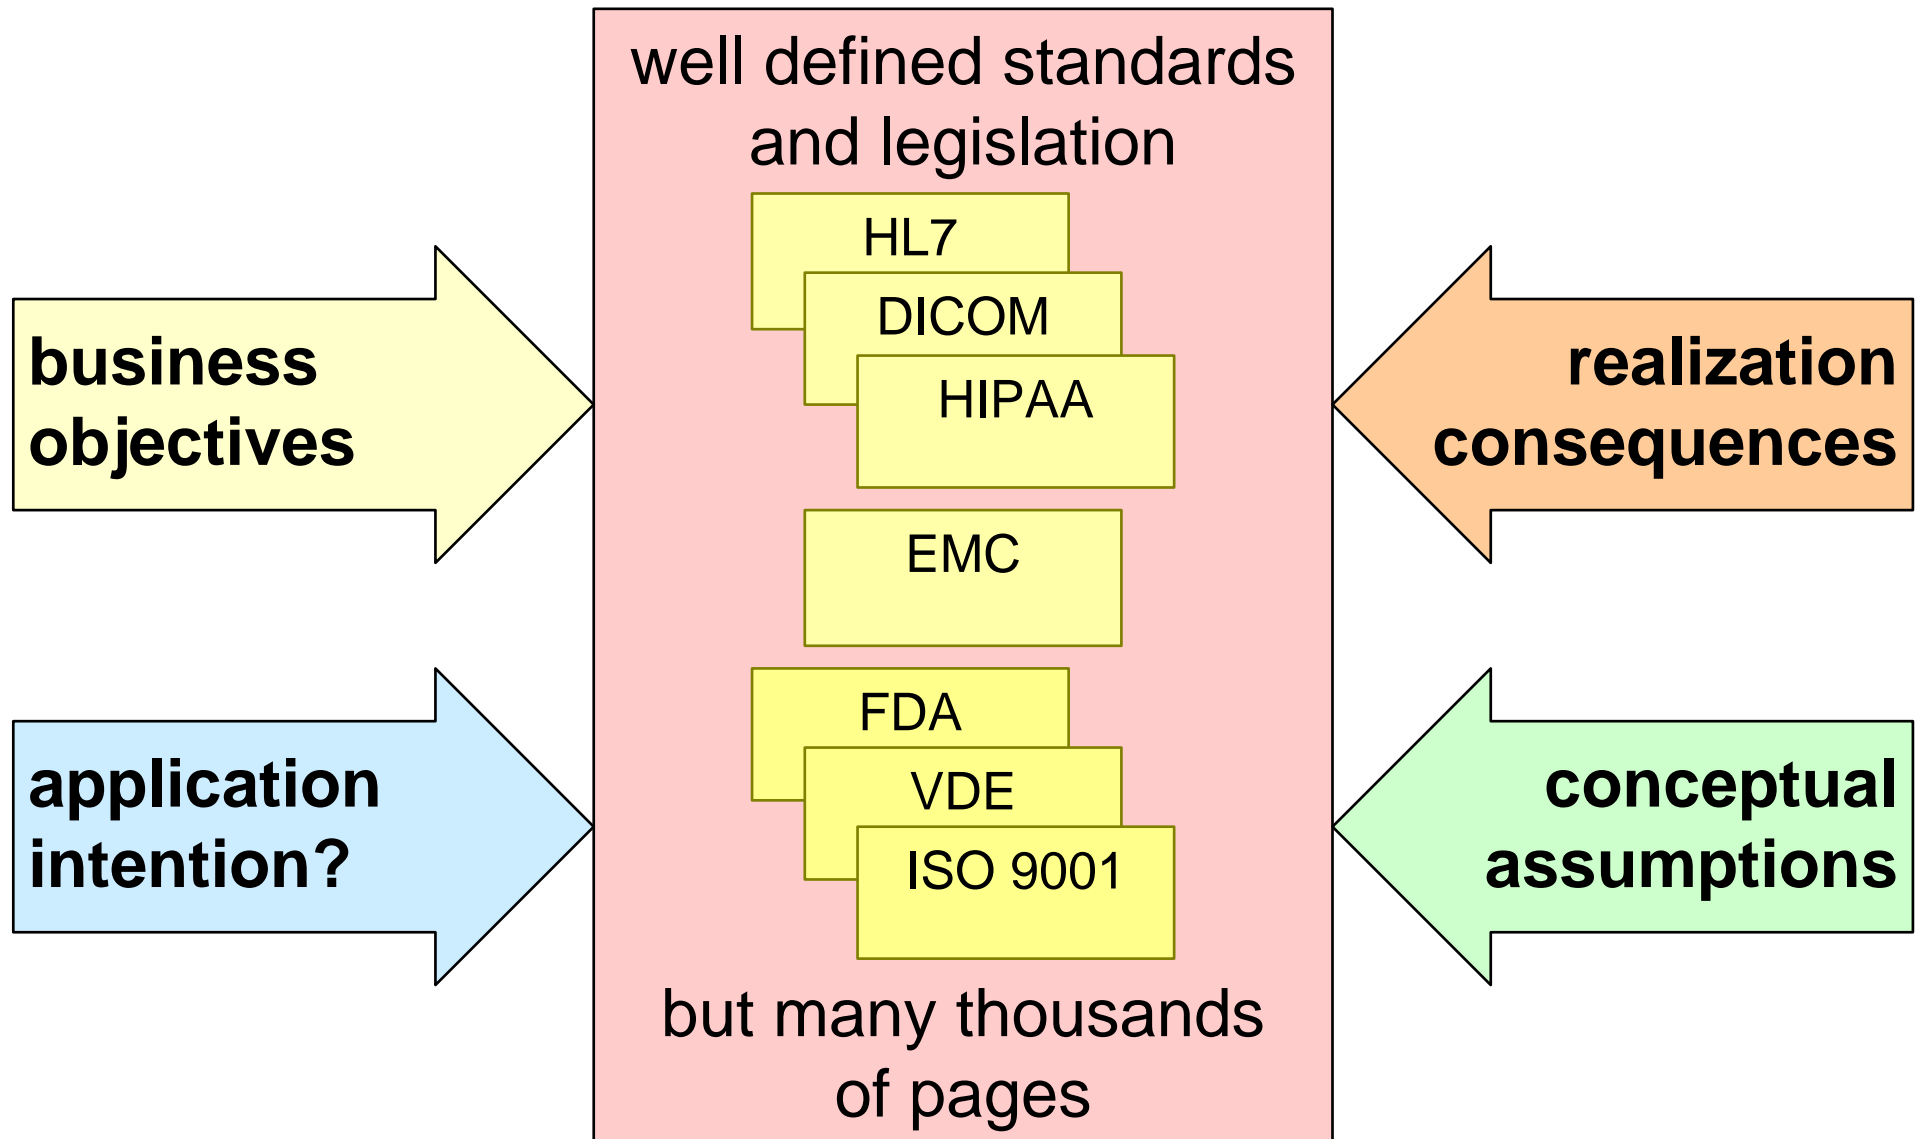 well defined standards
and legislation
HL7
DICOM
HIPAA
EMC
FDA
VDE
ISO 9001
but many thousands
of pages
business
objectives
application
intention?
realization
consequences
conceptual
assumptions